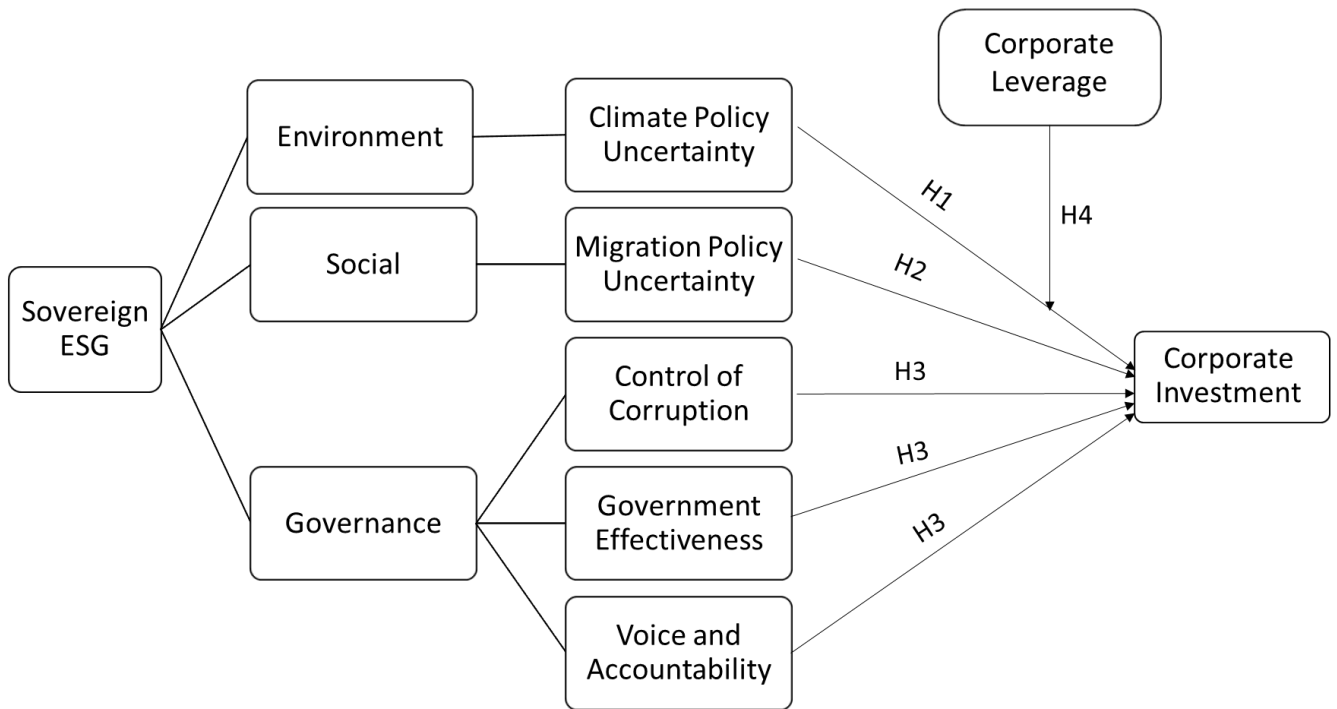 Corporate
Leverage
Environment
Climate Policy
Uncertainty
H1
H4
Social
Migration Policy
Uncertainty
H2
Sovereign
ESG
Control of
Corruption
H3
Corporate
Investment
Governance
Government
Effectiveness
H3
Voice and
Accountability
H3